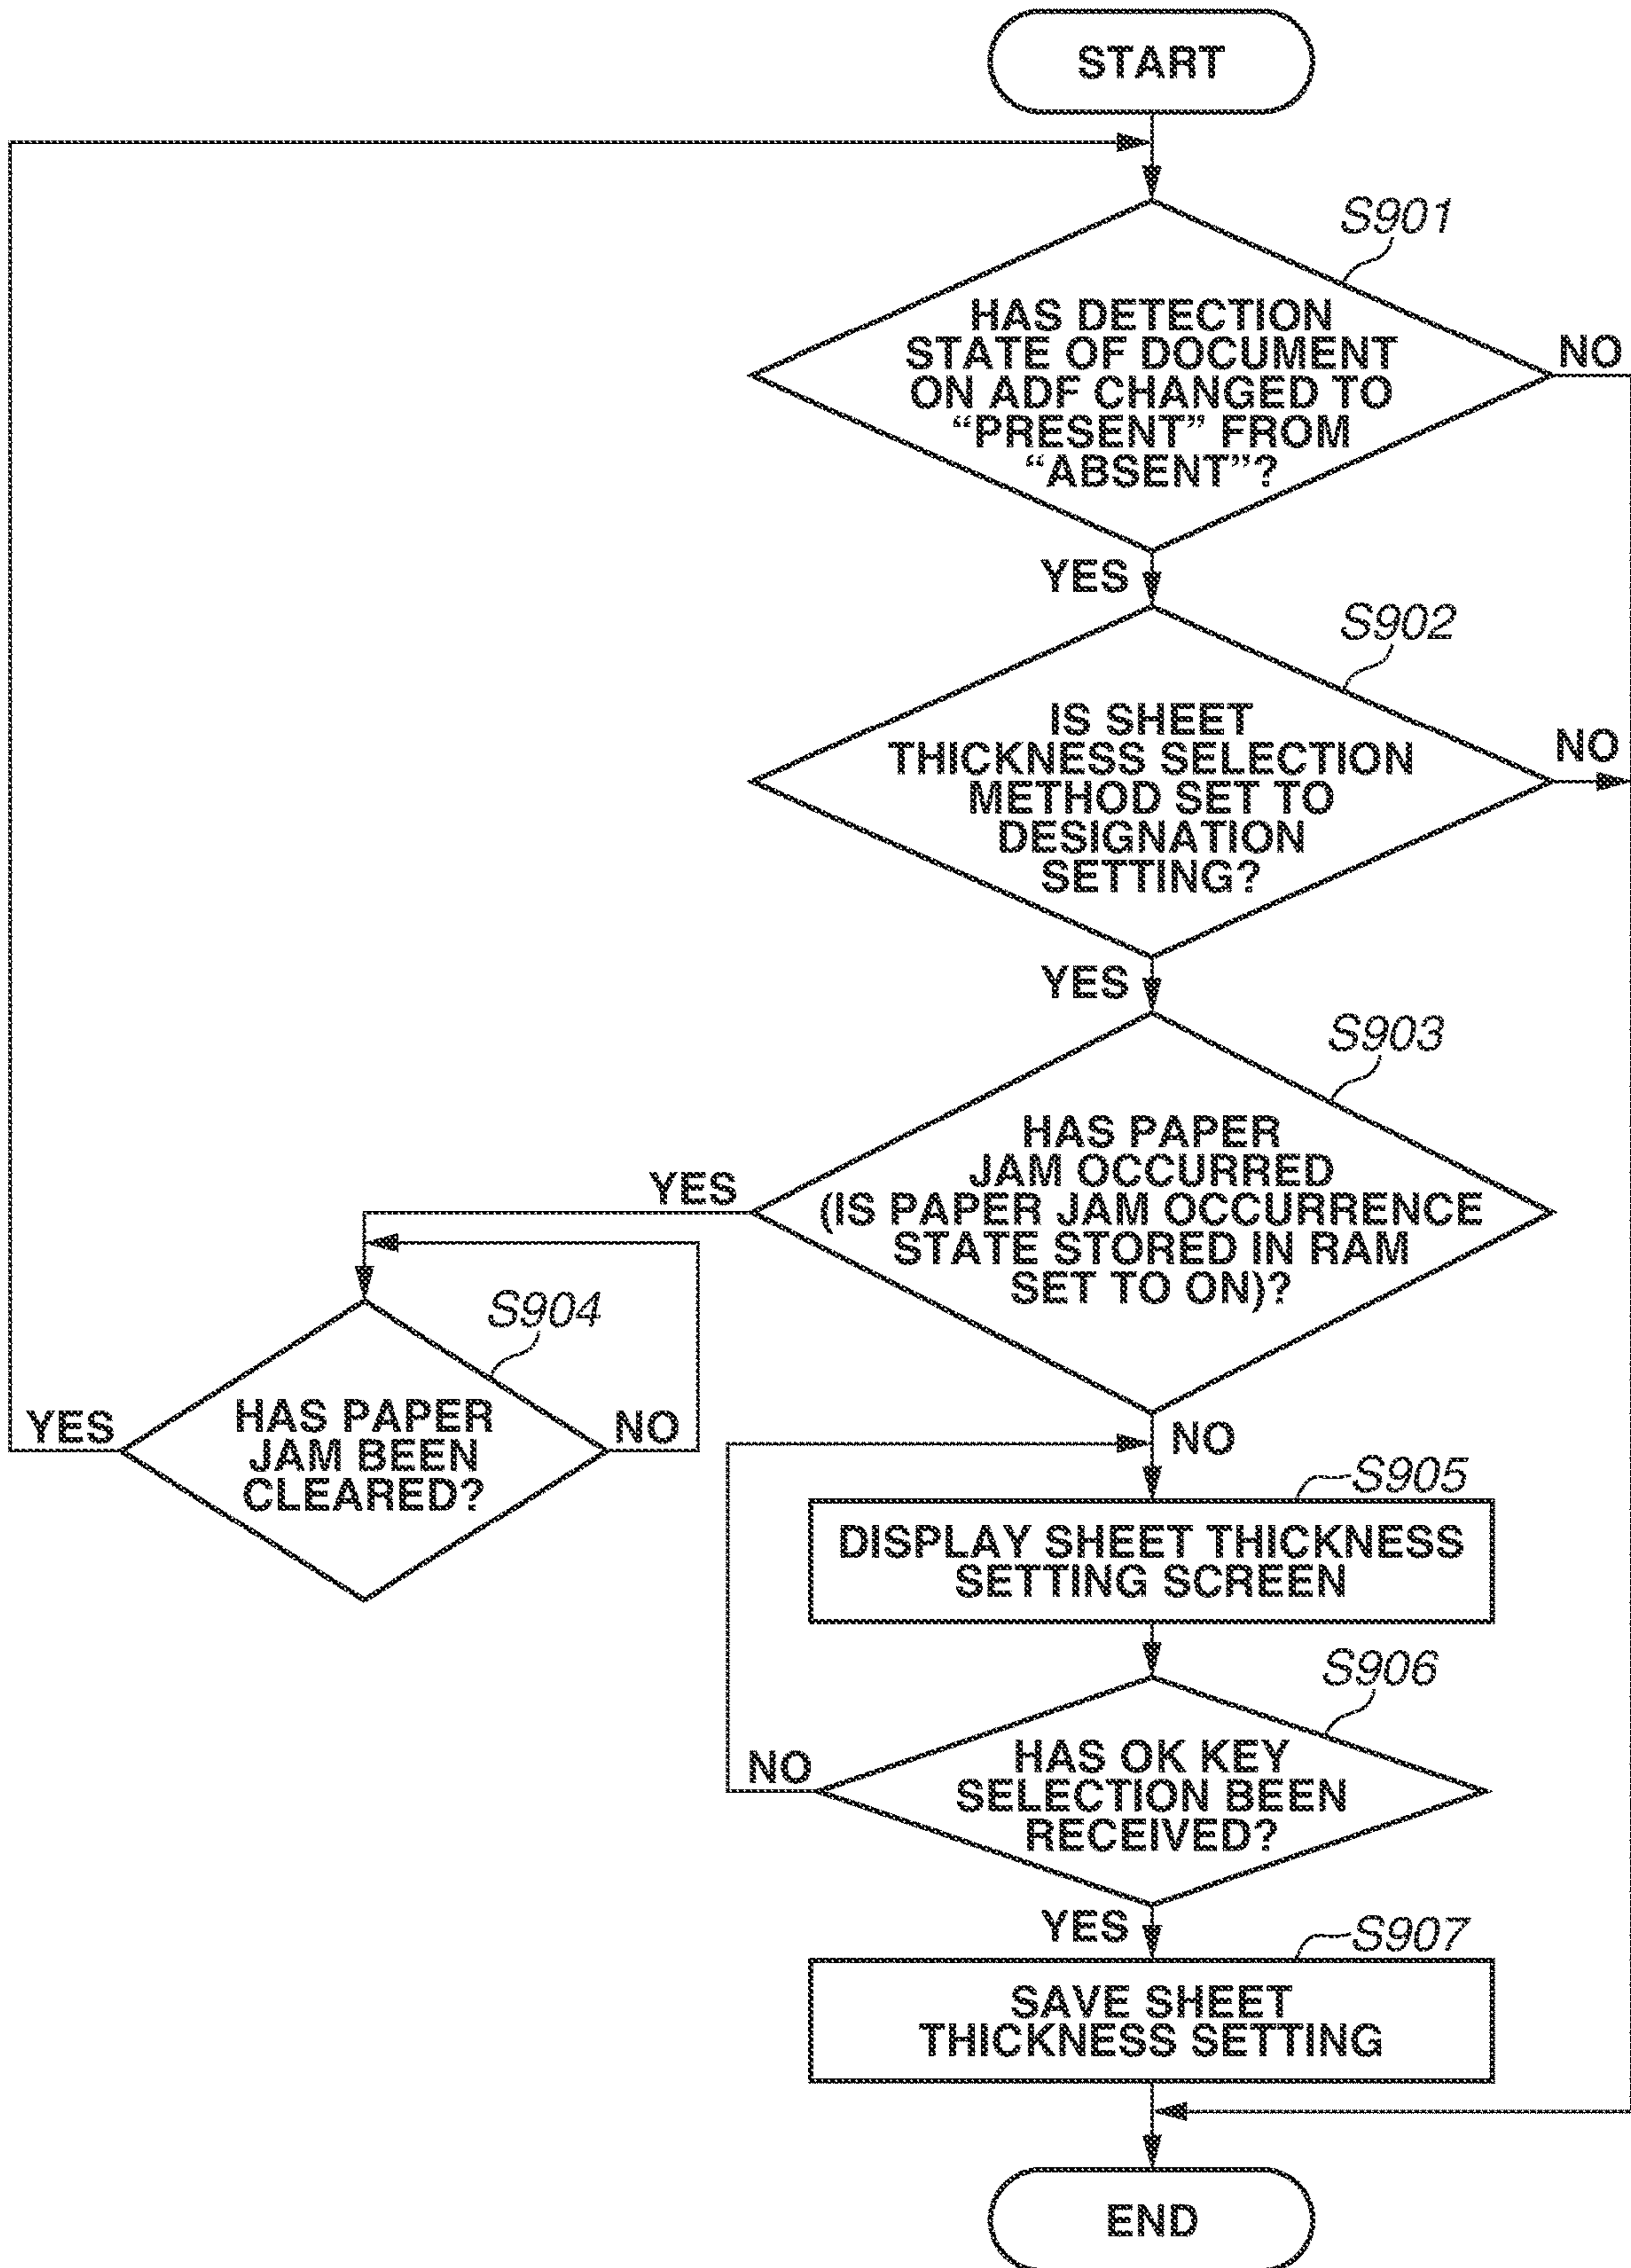 START
S901
HAS DETECTION
STATE OF DOCUMENT
ON ADF CHANGED TO
“PRESENT” FROM
“ABSENT”?
NO
YES
S902
IS SHEET
THICKNESS SELECTION
METHOD SET TO
DESIGNATION
SETTING?
NO
YES
S903
HAS PAPER
JAM OCCURRED
(IS PAPER JAM OCCURRENCE
STATE STORED IN RAM
SET TO ON)?
YES
S904
HAS PAPER
JAM BEEN
CLEARED?
YES
NO
NO
S905
DISPLAY SHEET THICKNESS
SETTING SCREEN
S906
HAS OK KEY
SELECTION BEEN
RECEIVED?
NO
YES
S907
SAVE SHEET
THICKNESS SETTING
END